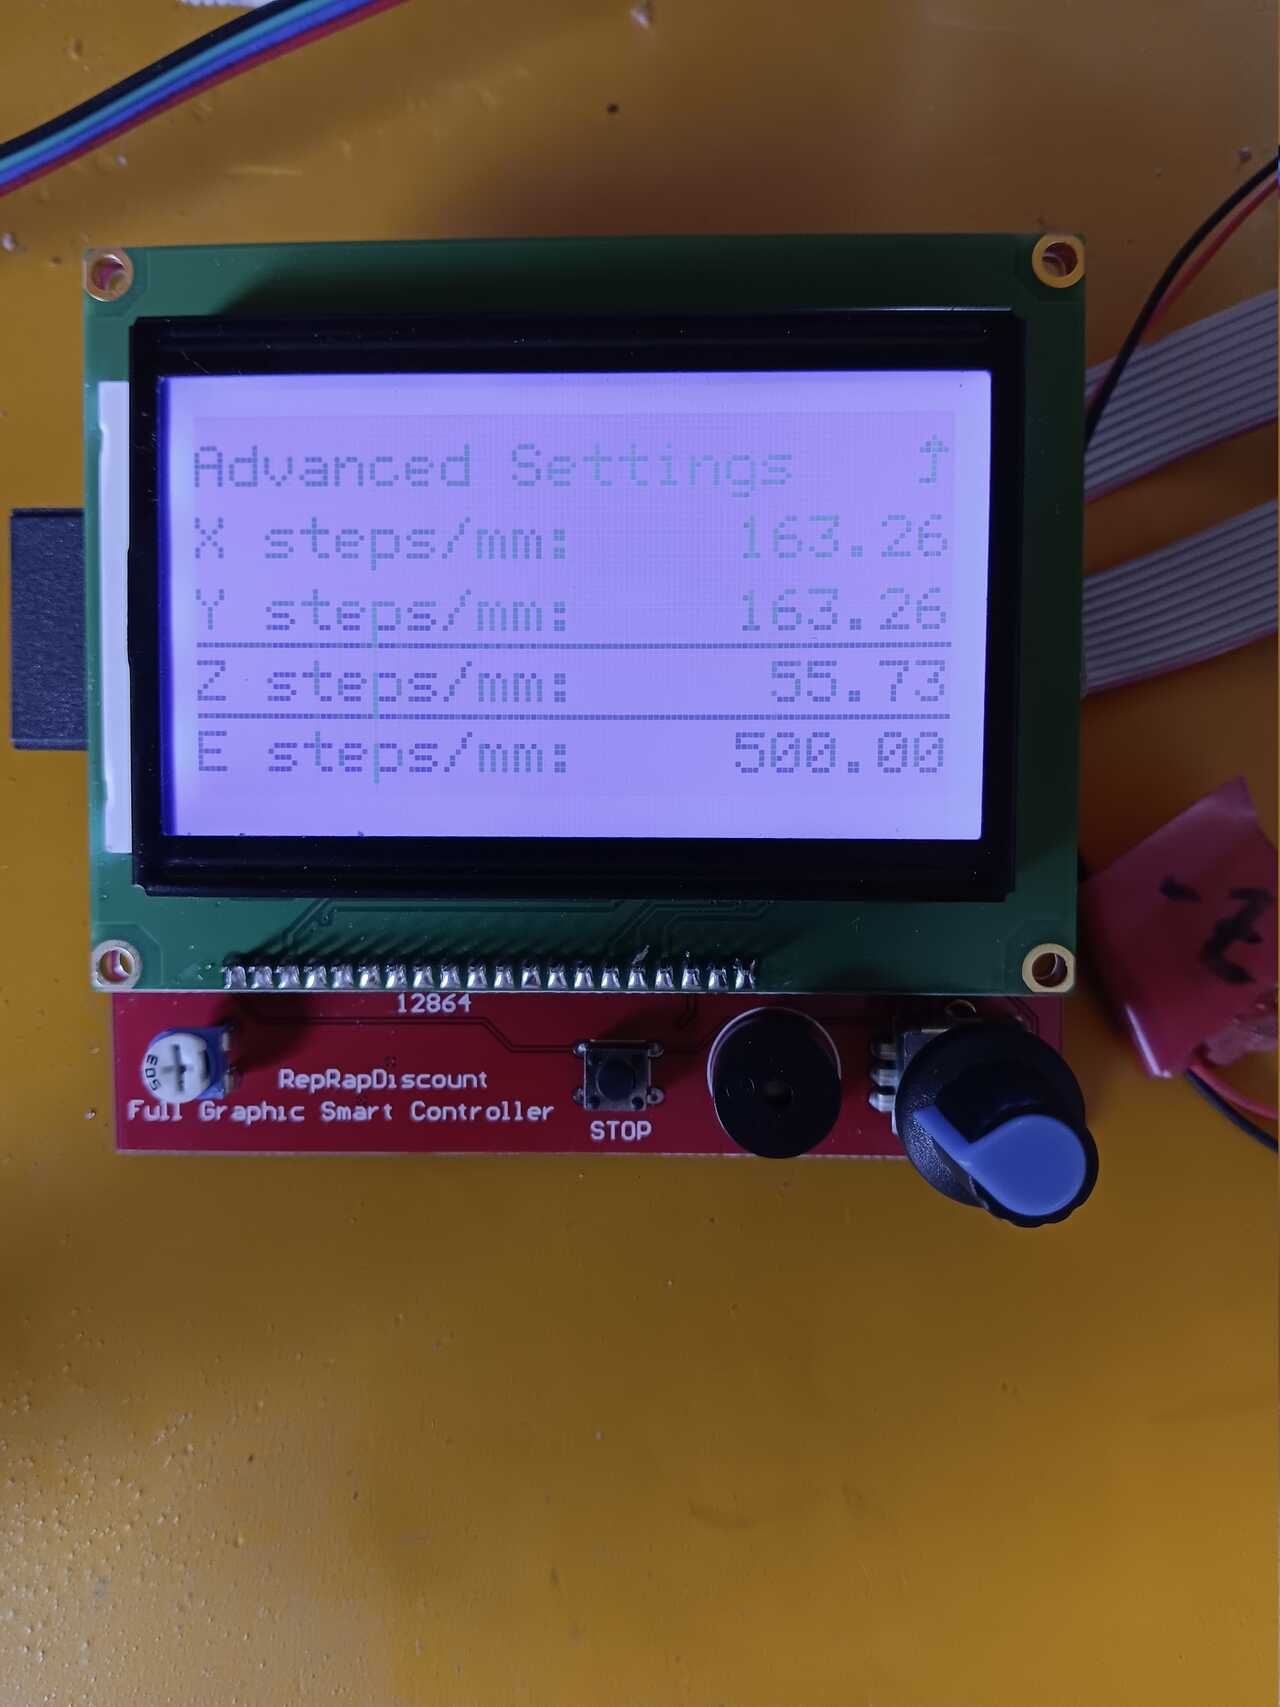 Advanced Settings
X steps/mm: 163.26
Y steps/mm: 163.26
Z steps/mm: 55.73
E steps/mm: 500.00
12864
RepRapDiscount
Full Graphic Smart Controller
STOP
503
-Z